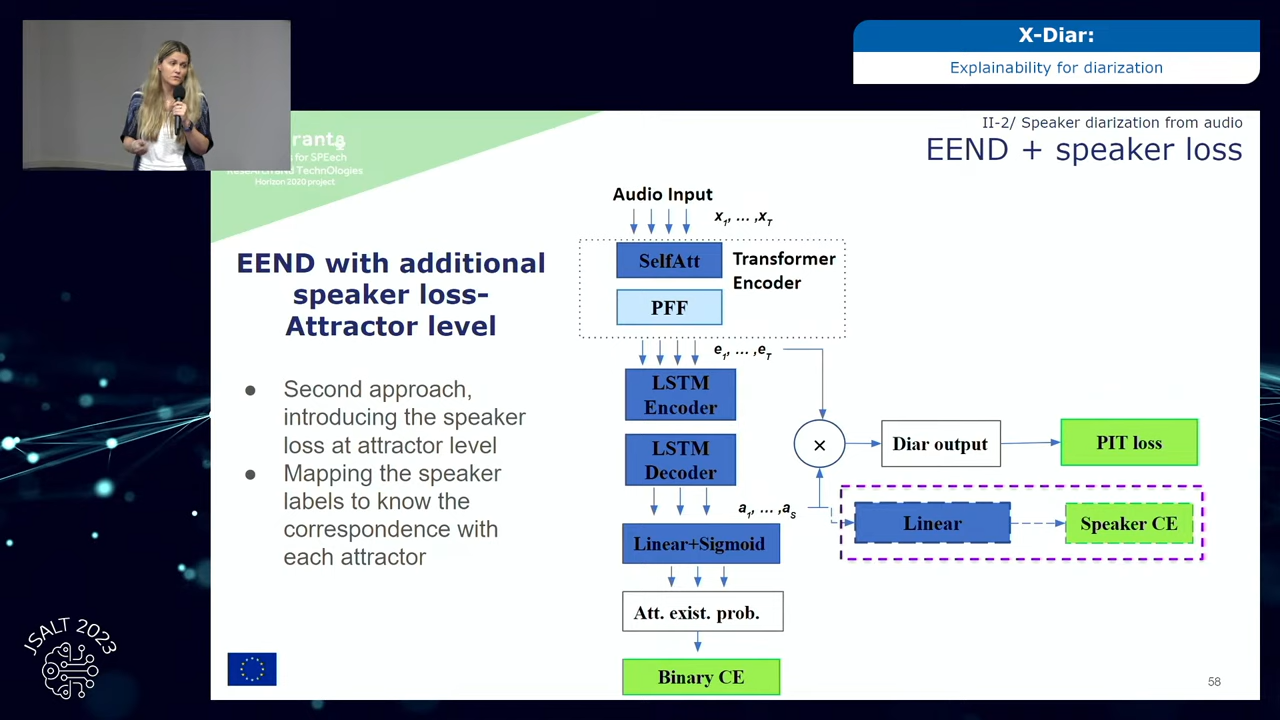 X-Diar:
Explainability for diarization
II-2/ Speaker diarization from audio
EEND + speaker loss
for SPEech
TechnOlogies
Horizon 2020 project
EEND with additional
speaker loss-
Attractor level
● Second approach,
introducing the speaker
loss at attractor level
● Mapping the speaker
labels to know the
correspondence with
each attractor
Audio Input
x1, ... ,xT
SelfAtt
Transformer
Encoder
PFF
e1, ... ,eT
LSTM
Encoder
LSTM
Decoder
×
Diar output
PIT loss
a1, ... ,aS
Linear
Speaker CE
Linear+Sigmoid
Att. exist. prob.
Binary CE
JSALT 2023
58